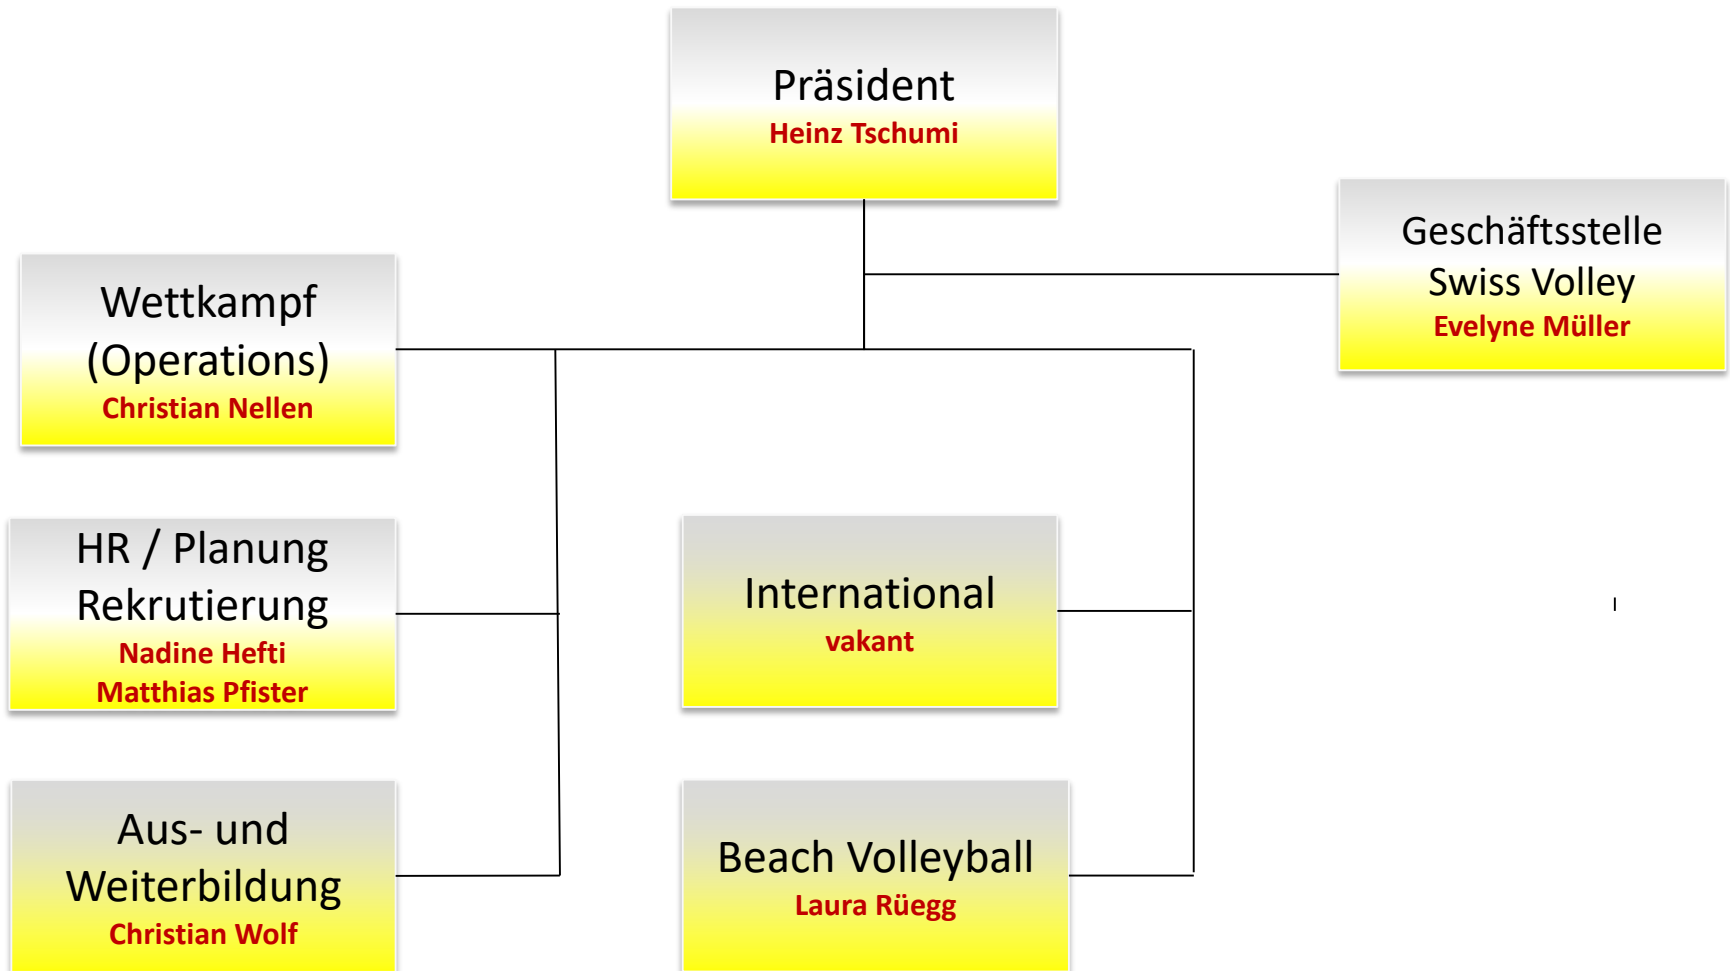 Präsident
Heinz Tschumi
Geschäftsstelle
Swiss Volley
Evelyne Müller
Wettkampf
(Operations)
Christian Nellen
HR / Planung
Rekrutierung
Nadine Hefti
Matthias Pfister
International
vakant
Aus- und
Weiterbildung
Christian Wolf
Beach Volleyball
Laura Rüegg